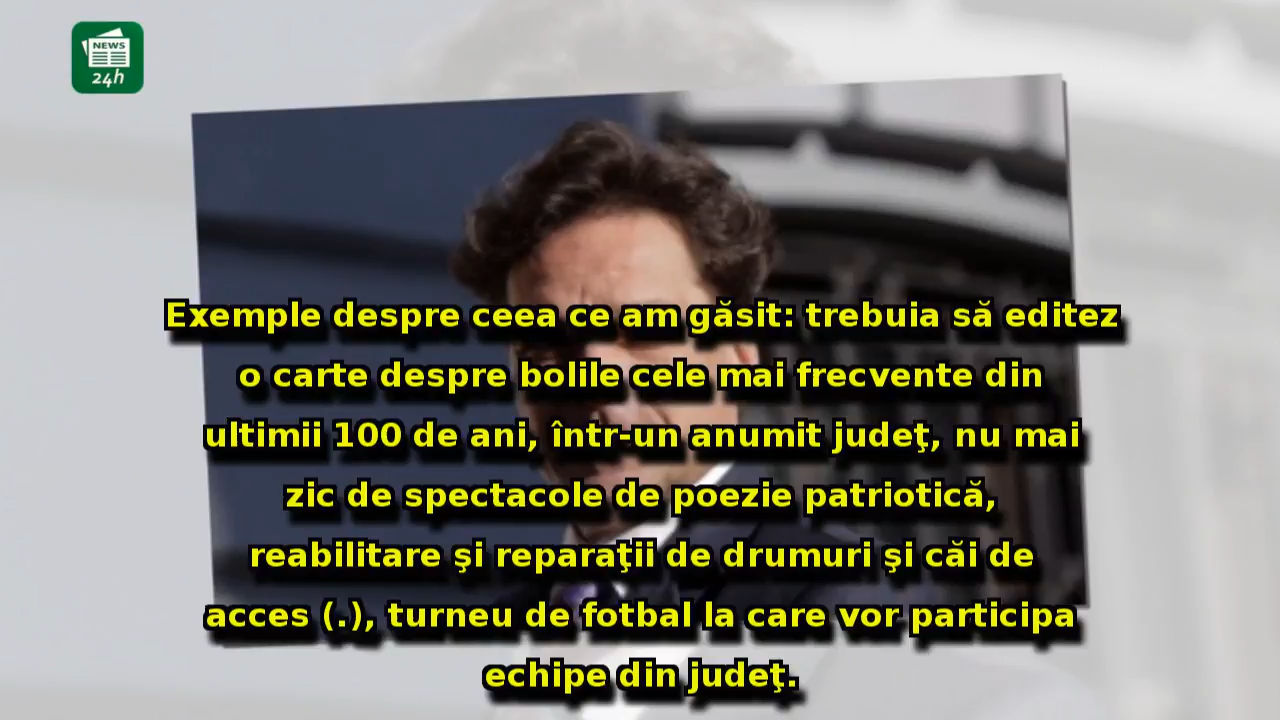 NEWS
24h
Exemple despre ceea ce am găsit: trebuia să editez
o carte despre bolile cele mai frecvente din
ultimii 100 de ani, într-un anumit judeţ, nu mai
zic de spectacole de poezie patriotică,
reabilitare şi reparaţii de drumuri şi căi de
acces (.), turneu de fotbal la care vor participa
echipe din judeţ.